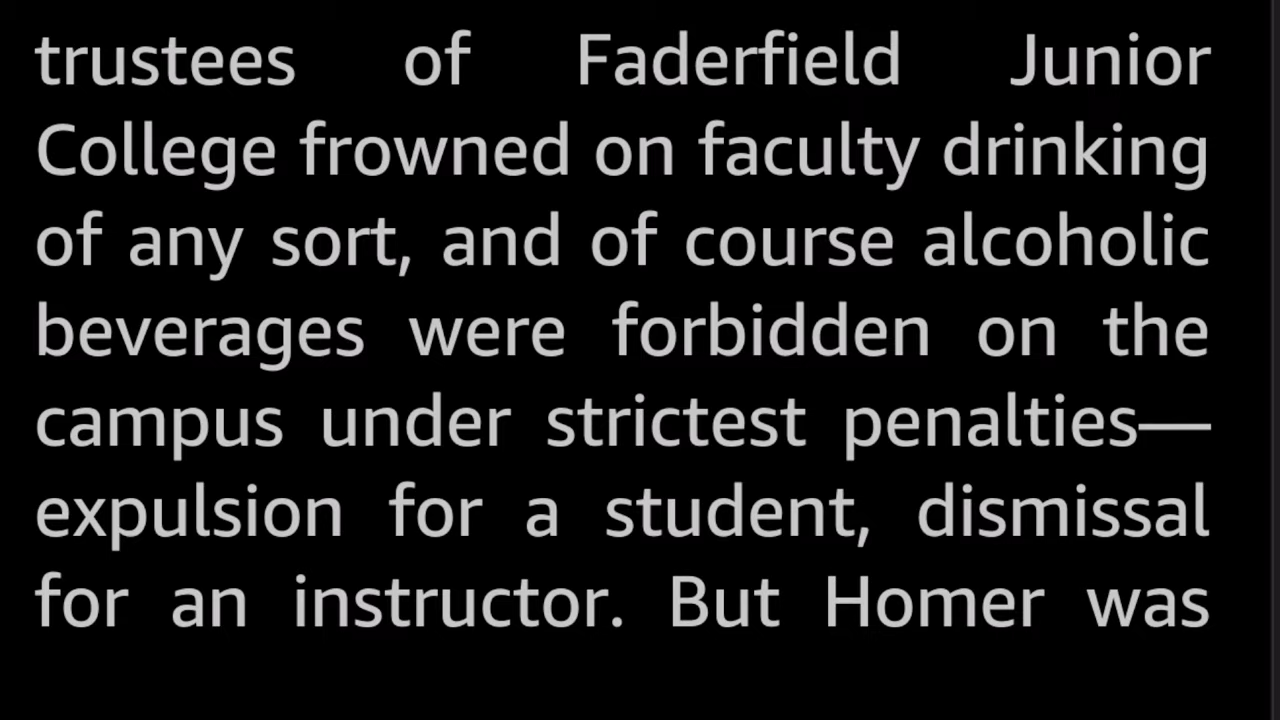 trustees of Faderfield Junior
College frowned on faculty drinking
of any sort, and of course alcoholic
beverages were forbidden on the
campus under strictest penalties—
expulsion for a student, dismissal
for an instructor. But Homer was